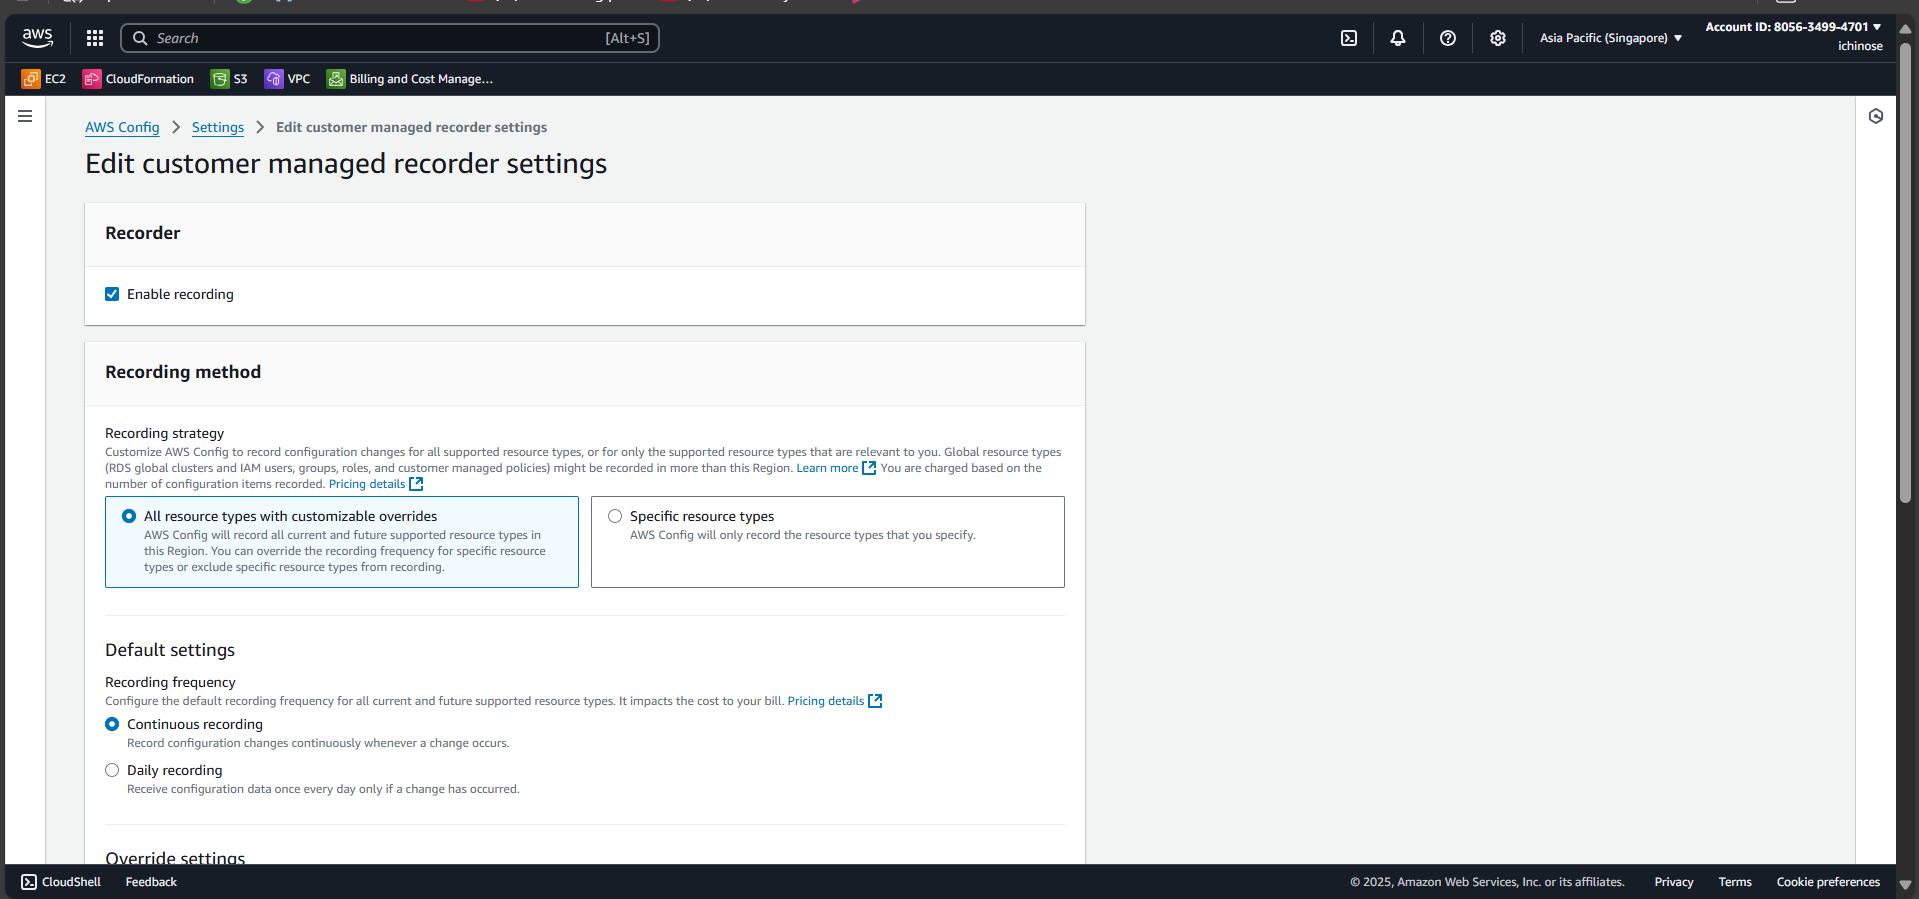 aws
Search
[Alt+S]
Asia Pacific (Singapore)
Account ID: 8056-3499-4701
ichinose
EC2
CloudFormation
S3
VPC
Billing and Cost Manage...
AWS Config
Settings
Edit customer managed recorder settings
Edit customer managed recorder settings
Recorder
Enable recording
Recording method
Recording strategy
Customize AWS Config to record configuration changes for all supported resource types, or for only the supported resource types that are relevant to you. Global resource types
(RDS global clusters and IAM users, groups, roles, and customer managed policies) might be recorded in more than this Region. Learn more You are charged based on the
number of configuration items recorded. Pricing details
All resource types with customizable overrides
AWS Config will record all current and future supported resource types in
this Region. You can override the recording frequency for specific resource
types or exclude specific resource types from recording.
Specific resource types
AWS Config will only record the resource types that you specify.
Default settings
Recording frequency
Configure the default recording frequency for all current and future supported resource types. It impacts the cost to your bill. Pricing details
Continuous recording
Record configuration changes continuously whenever a change occurs.
Daily recording
Receive configuration data once every day only if a change has occurred.
Override settings
CloudShell
Feedback
© 2025, Amazon Web Services, Inc. or its affiliates.
Privacy
Terms
Cookie preferences